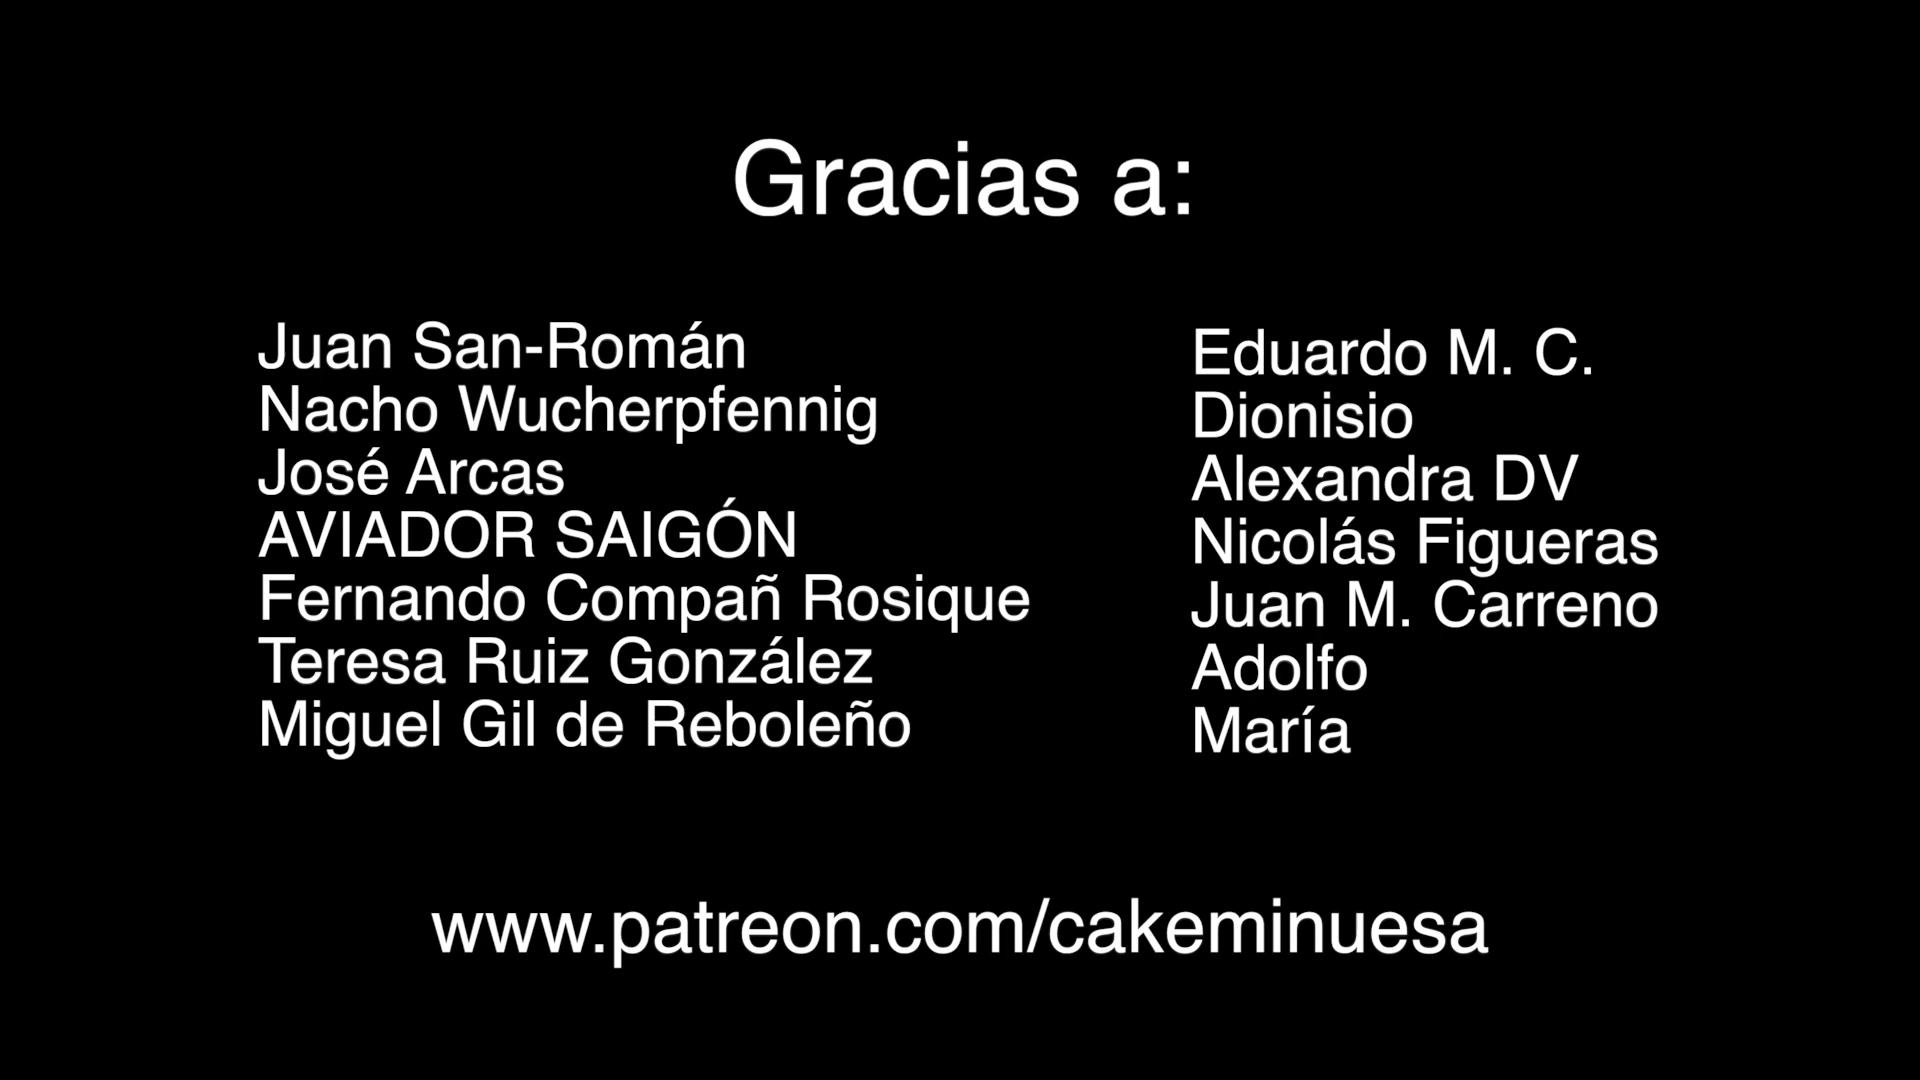 Gracias a:
Juan San-Román
Nacho Wucherpfennig
José Arcas
AVIADOR SAIGÓN
Fernando Compañ Rosique
Teresa Ruiz González
Miguel Gil de Reboleño
Eduardo M. C.
Dionisio
Alexandra DV
Nicolás Figueras
Juan M. Carreno
Adolfo
María
www.patreon.com/cakeminuesa